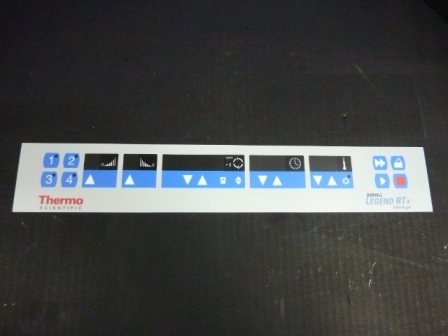 1 2
3 4
Thermo
SCIENTIFIC
SORVALL
LEGEND RT+
centrifuge